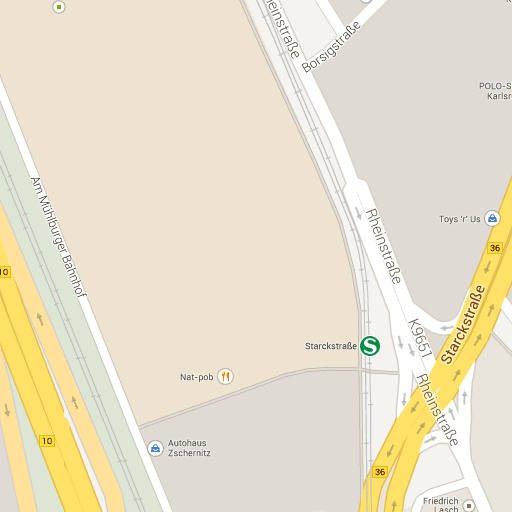 Rheinstraße
Borsigstraße
POLO-S
Karlsr
Am Mühlburger Bahnhof
Toys 'r' Us
Rheinstraße
36
10
Starckstraße
K9651
Starckstraße
S
Nat-pob
Rheinstraße
10
Autohaus
Zschernitz
36
Friedrich
Lasch